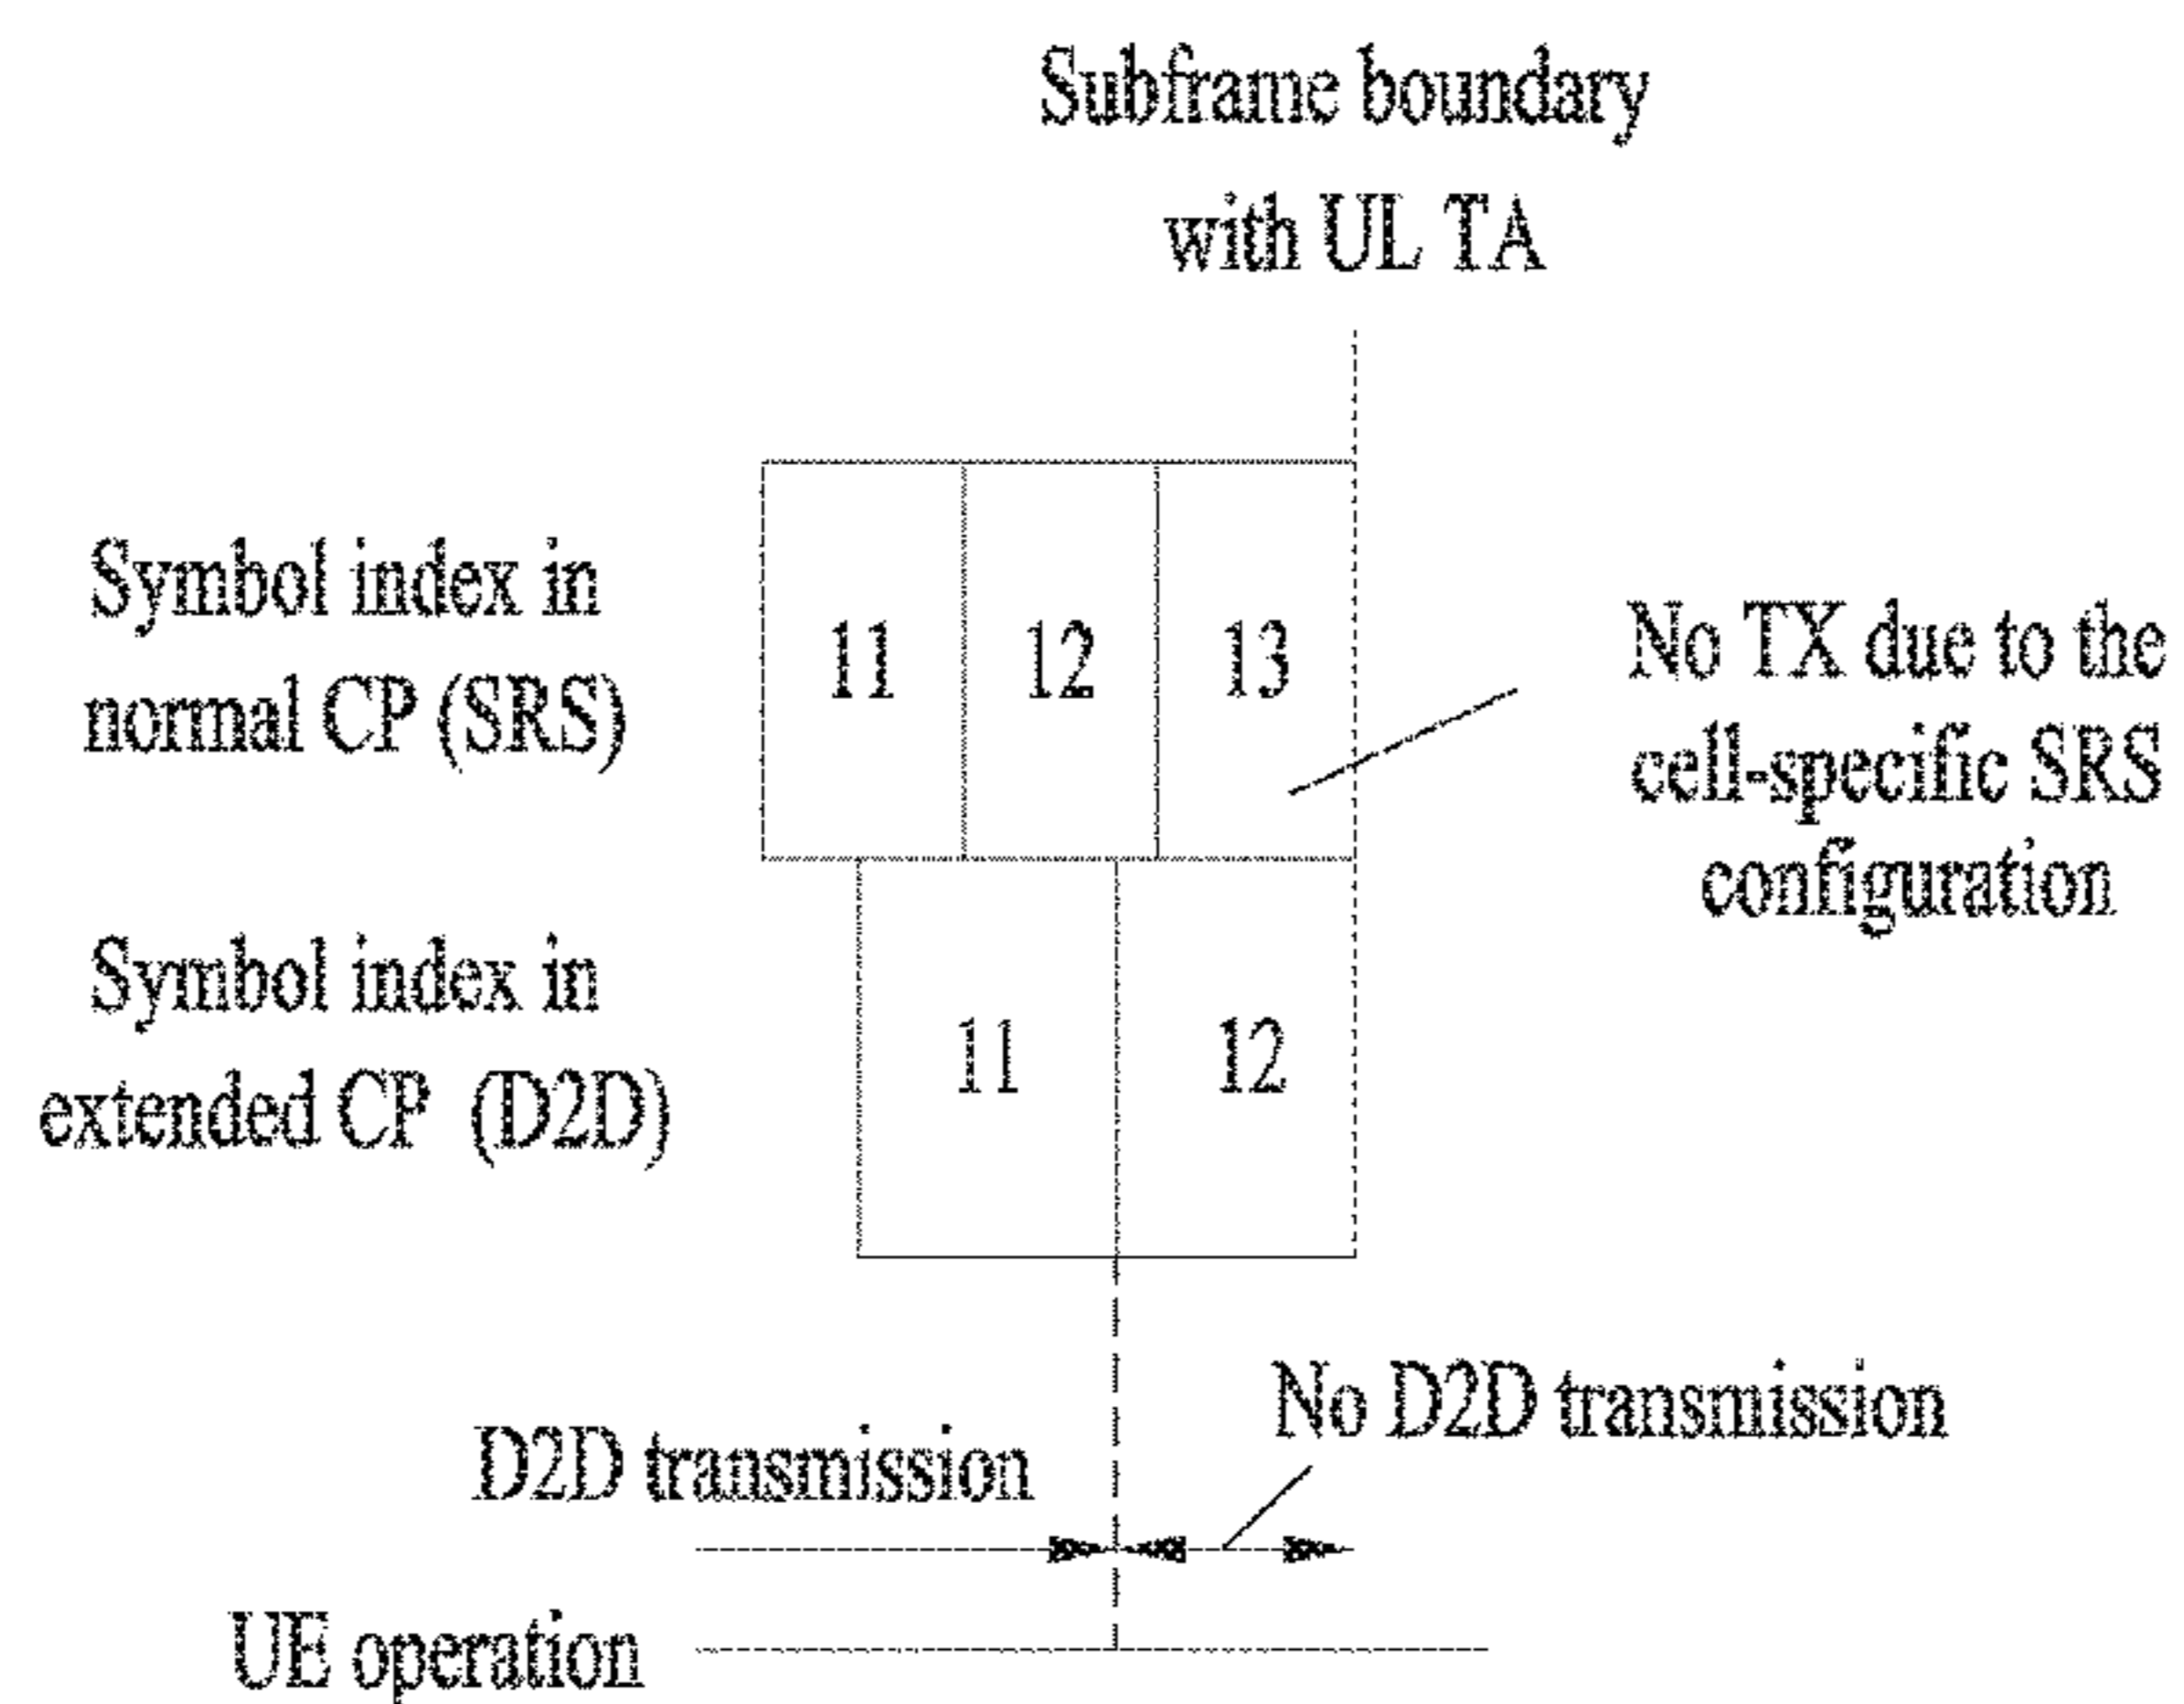 Subframe boundary
with UL TA
Symbol index in
normal CP (SRS)
11 12 13
No TX due to the
cell-specific SRS
configuration
Symbol index in
extended CP (D2D)
11 12
No D2D transmission
D2D transmission
UE operation